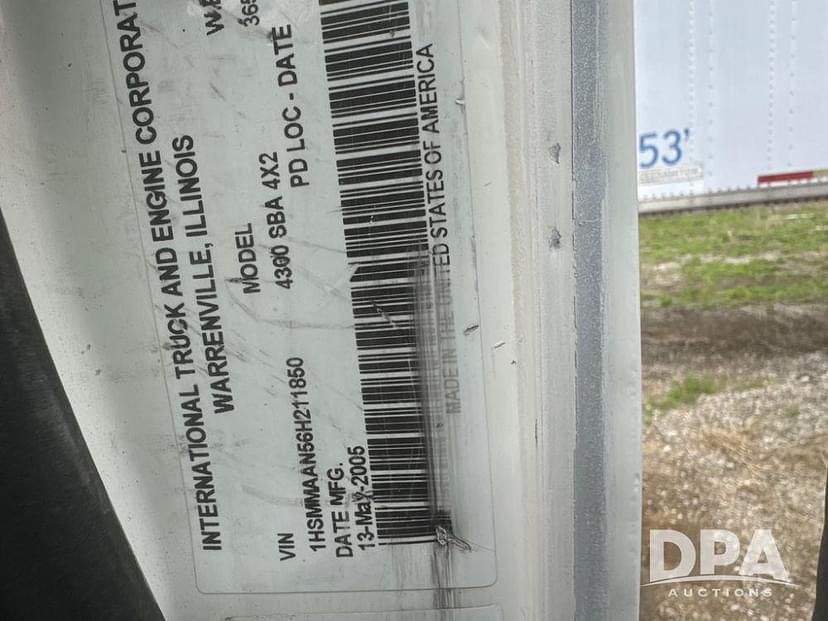 INTERNATIONAL TRUCK AND ENGINE CORPORAT
WARRENVILLE, ILLINOIS
MODEL
4300 SBA 4X2
PD LOC - DATE
VIN
1HSMMAAN56H211850
DATE MFG.
13-May-2005
MADE IN THE UNITED STATES OF AMERICA
53'
DPA
AUCTIONS